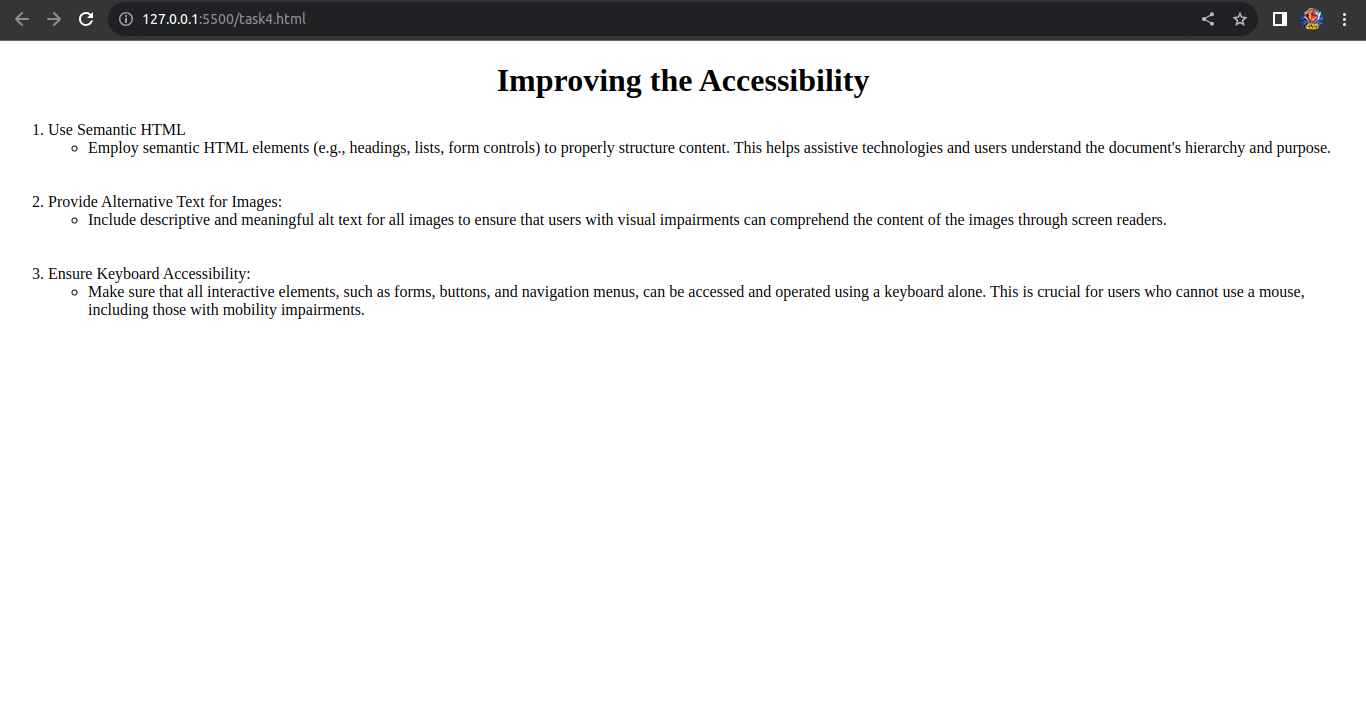 127.0.0.1:5500/task4.html
Improving the Accessibility
1. Use Semantic HTML
Employ semantic HTML elements (e.g., headings, lists, form controls) to properly structure content. This helps assistive technologies and users understand the document's hierarchy and purpose.
2. Provide Alternative Text for Images:
Include descriptive and meaningful alt text for all images to ensure that users with visual impairments can comprehend the content of the images through screen readers.
3. Ensure Keyboard Accessibility:
Make sure that all interactive elements, such as forms, buttons, and navigation menus, can be accessed and operated using a keyboard alone. This is crucial for users who cannot use a mouse,
including those with mobility impairments.